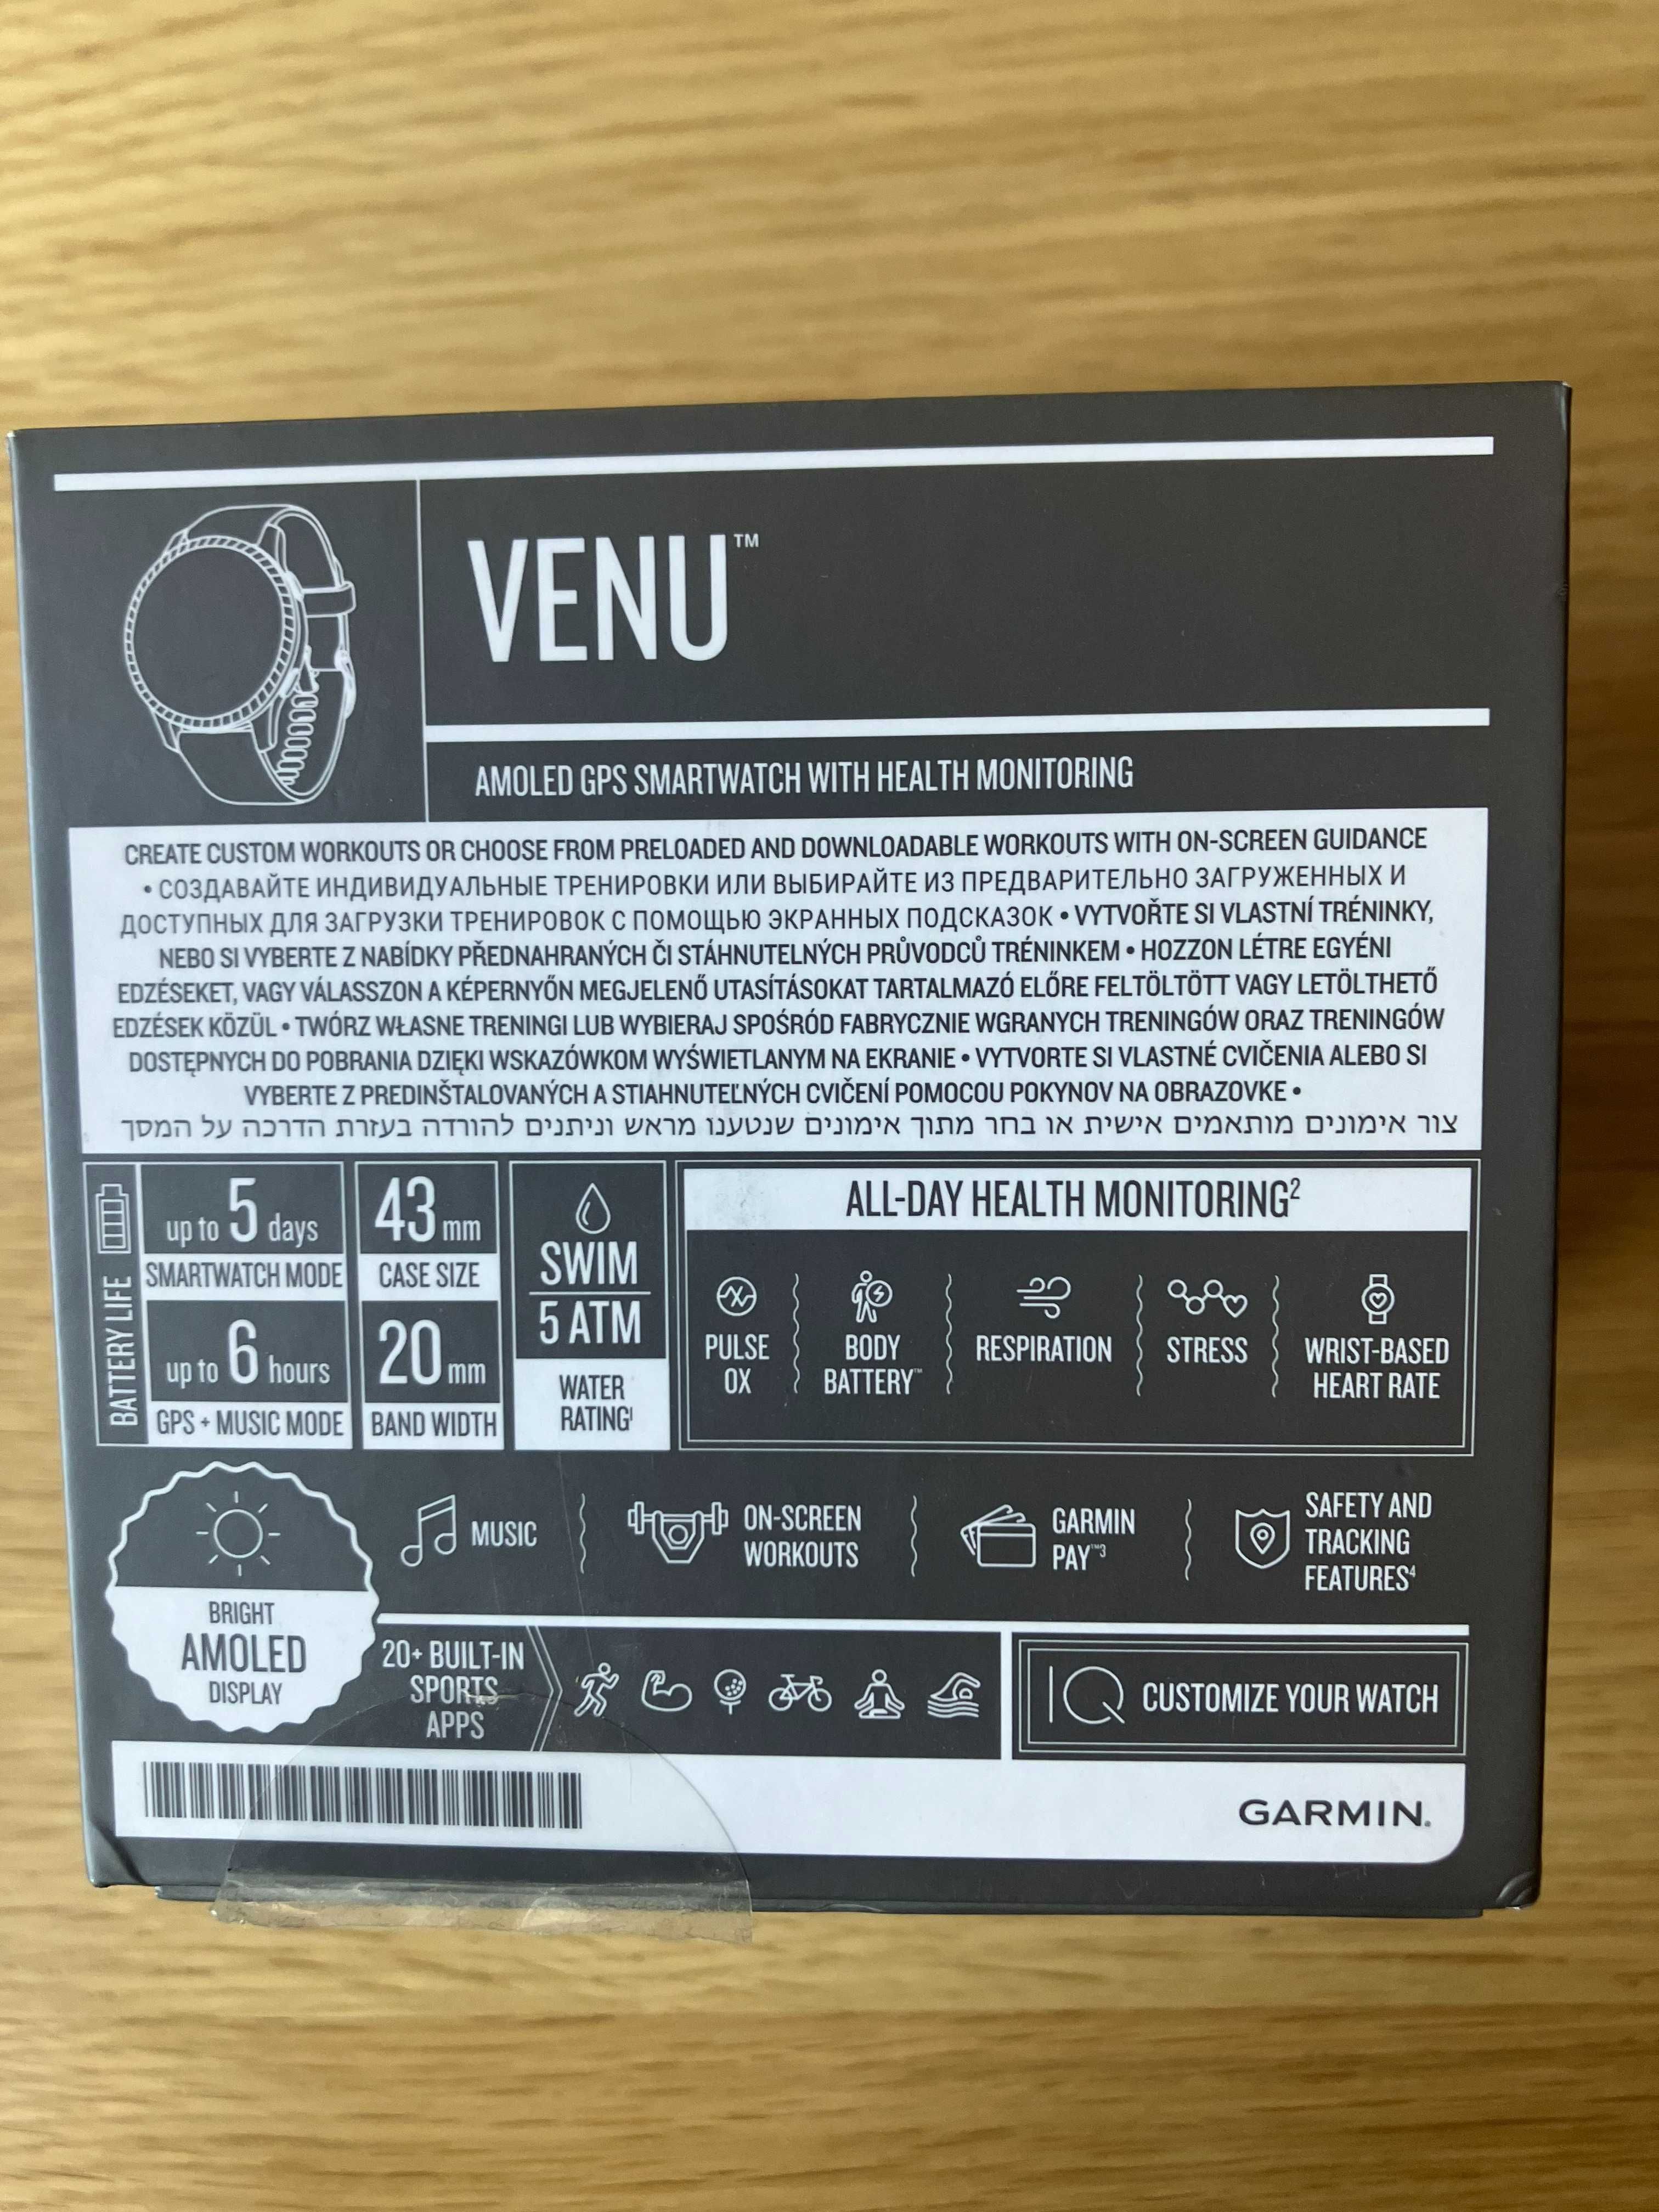 VENU™
AMOLED GPS SMARTWATCH WITH HEALTH MONITORING
CREATE CUSTOM WORKOUTS OR CHOOSE FROM PRELOADED AND DOWNLOADABLE WORKOUTS WITH ON-SCREEN GUIDANCE
• СОЗДАВАЙТЕ ИНДИВИДУАЛЬНЫЕ ТРЕНИРОВКИ ИЛИ ВЫБИРАЙТЕ ИЗ ПРЕДВАРИТЕЛЬНО ЗАГРУЖЕННЫХ И
ДОСТУПНЫХ ДЛЯ ЗАГРУЗКИ ТРЕНИРОВОК С ПОМОЩЬЮ ЭКРАННЫХ ПОДСКАЗОК • VYTVOŘTE SI VLASTNÍ TRÉNINKY,
NEBO SI VYBERTE Z NABÍDKY PŘEDNAHRANÝCH ČI STÁHNUTELNÝCH PRŮVODCŮ TRÉNINKEM • HOZZON LÉTRE EGYÉNI
EDZÉSEKET, VAGY VÁLASSZON A KÉPERNYŐN MEGJELENŐ UTASÍTÁSOKAT TARTALMAZÓ ELŐRE FELTÖLTÖTT VAGY LETÖLTHETŐ
EDZÉSEK KÖZÜL • TWÓRZ WŁASNE TRENINGI LUB WYBIERAJ SPOŚRÓD FABRYCZNIE WGRANYCH TRENINGÓW ORAZ TRENINGÓW
DOSTĘPNYCH DO POBRANIA DZIĘKI WSKAZÓWKOM WYŚWIETLANYM NA EKRANIE • VYTVORTE SI VLASTNÉ CVIČENIA ALEBO SI
VYBERTE Z PREDINŠTALOVANÝCH A STIAHNUTEĽNÝCH CVIČENÍ POMOCOU POKYNOV NA OBRAZOVKE •
צור אימונים מותאמים אישית או בחר מתוך אימונים שנטענו מראש וניתנים להורדה בעזרת הדרכה על המסך
BATTERY LIFE
up to 5 days
SMARTWATCH MODE
up to 6 hours
GPS + MUSIC MODE
43 mm
CASE SIZE
20 mm
BAND WIDTH
SWIM
5 ATM
WATER
RATING¹
ALL-DAY HEALTH MONITORING²
PULSE
OX
BODY
BATTERY™
RESPIRATION
STRESS
WRIST-BASED
HEART RATE
BRIGHT
AMOLED
DISPLAY
MUSIC
ON-SCREEN
WORKOUTS
GARMIN
PAY™³
SAFETY AND
TRACKING
FEATURES⁴
20+ BUILT-IN
SPORTS
APPS
IQ CUSTOMIZE YOUR WATCH
GARMIN.